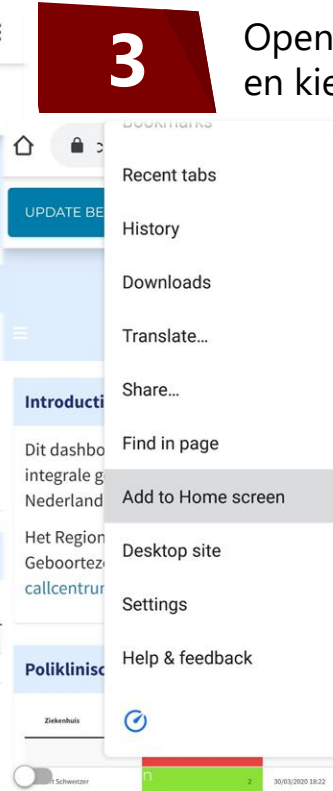 3
Open
en kie
Bookmarks
Recent tabs
UPDATE BE
History
Downloads
Translate…
Share…
Introducti
Find in page
Dit dashbo
integrale g
Nederland
Add to Home screen
Het Region
Geboortez
callcentrur
Desktop site
Settings
Help & feedback
Poliklinisc
Ziekenhuis
Schweitzer
n
2
30/03/2020 18:22